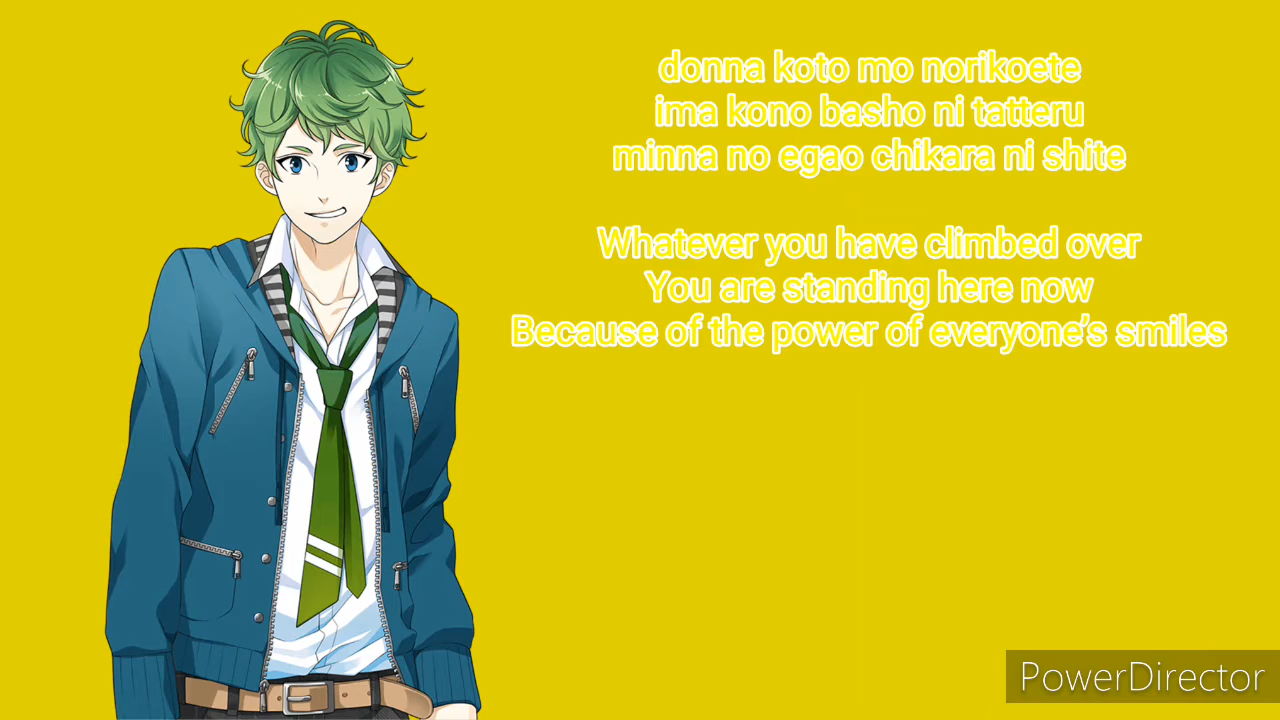 donna koto mo norikoete
ima kono basho ni tatteru
minna no egao chikara ni shite
Whatever you have climbed over
You are standing here now
Because of the power of everyone's smiles
PowerDirector